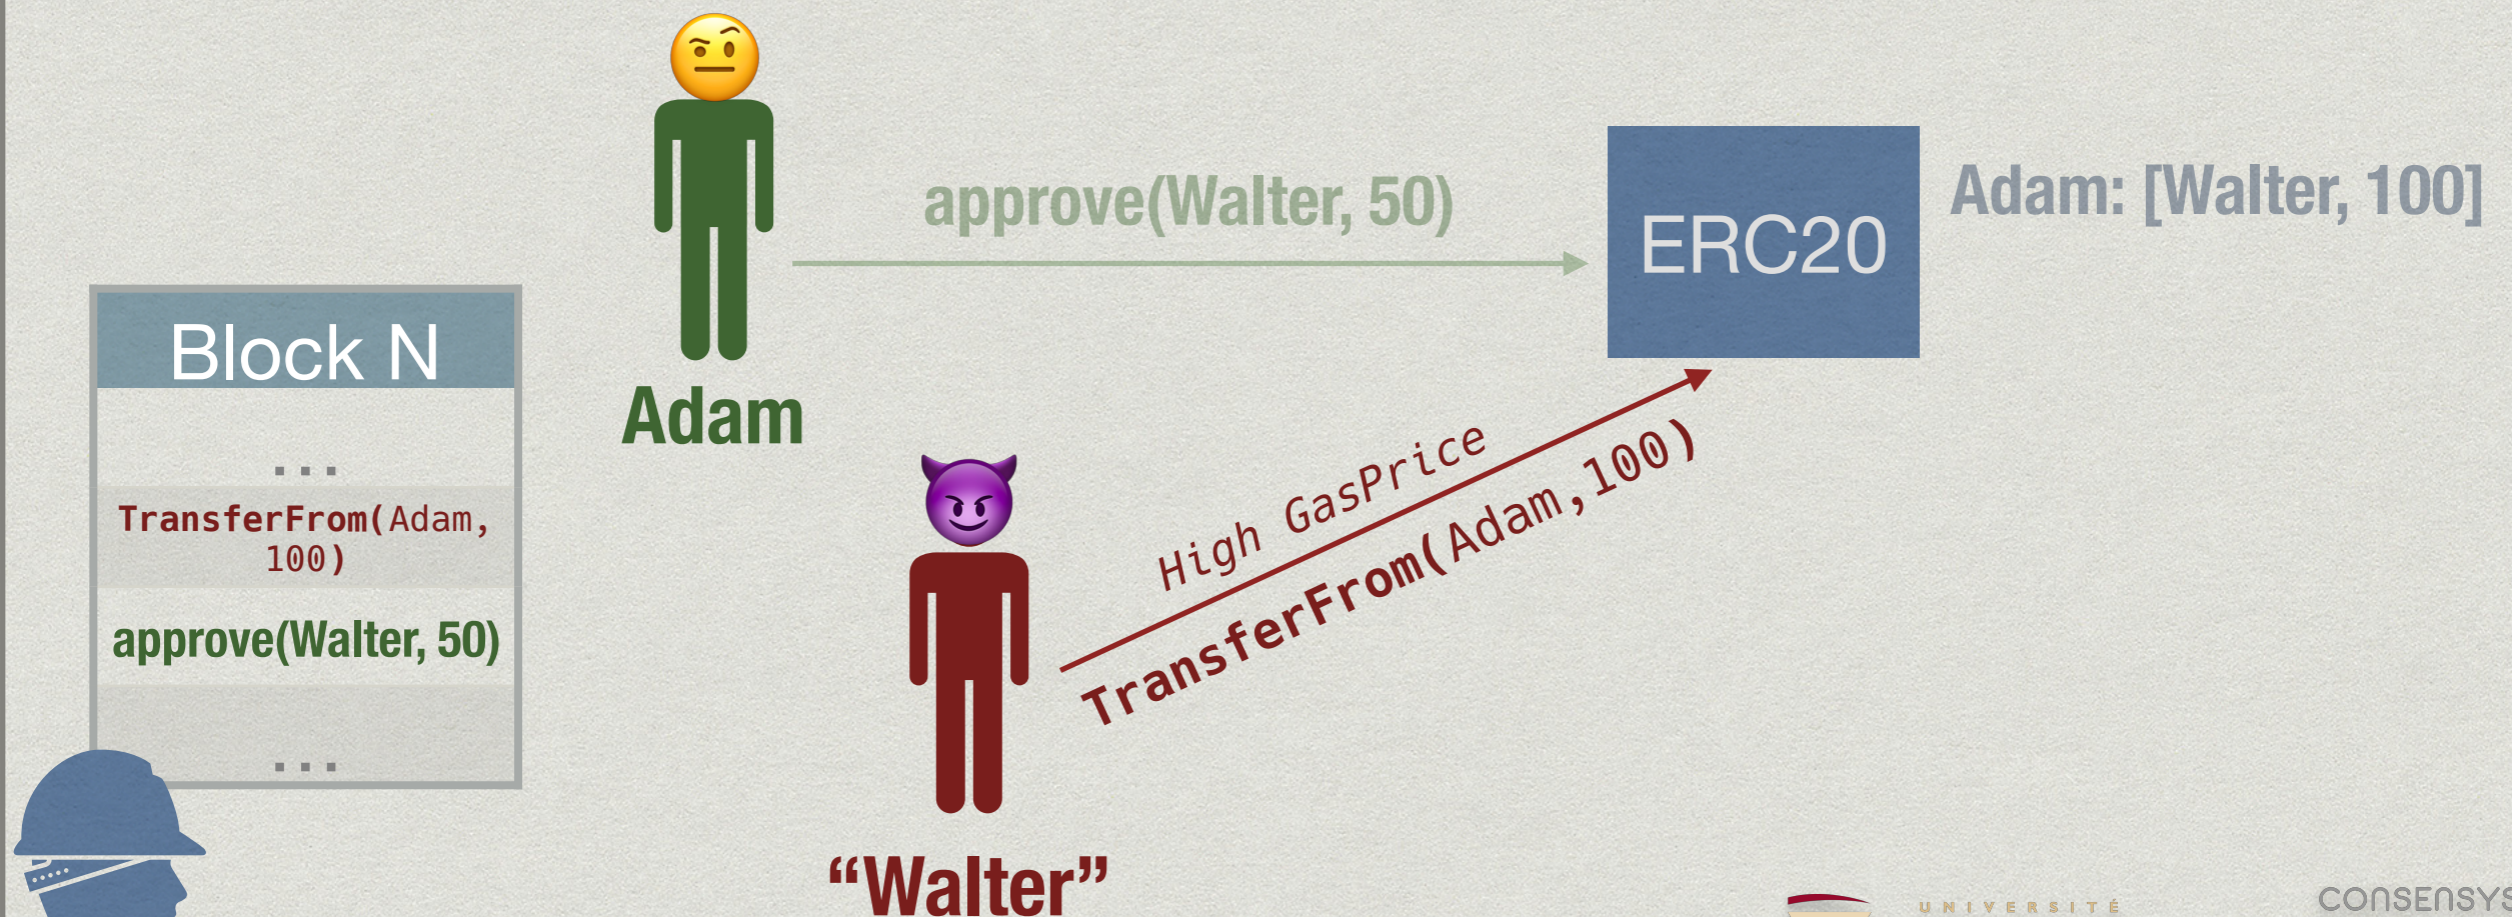 approve(Walter, 50)
ERC20
Adam: [Walter, 100]
Block N
...
TransferFrom(Adam,
100)
approve(Walter, 50)
...
Adam
High GasPrice
TransferFrom(Adam,100)
“Walter”
UNIVERSITÉ
CONSENSYS